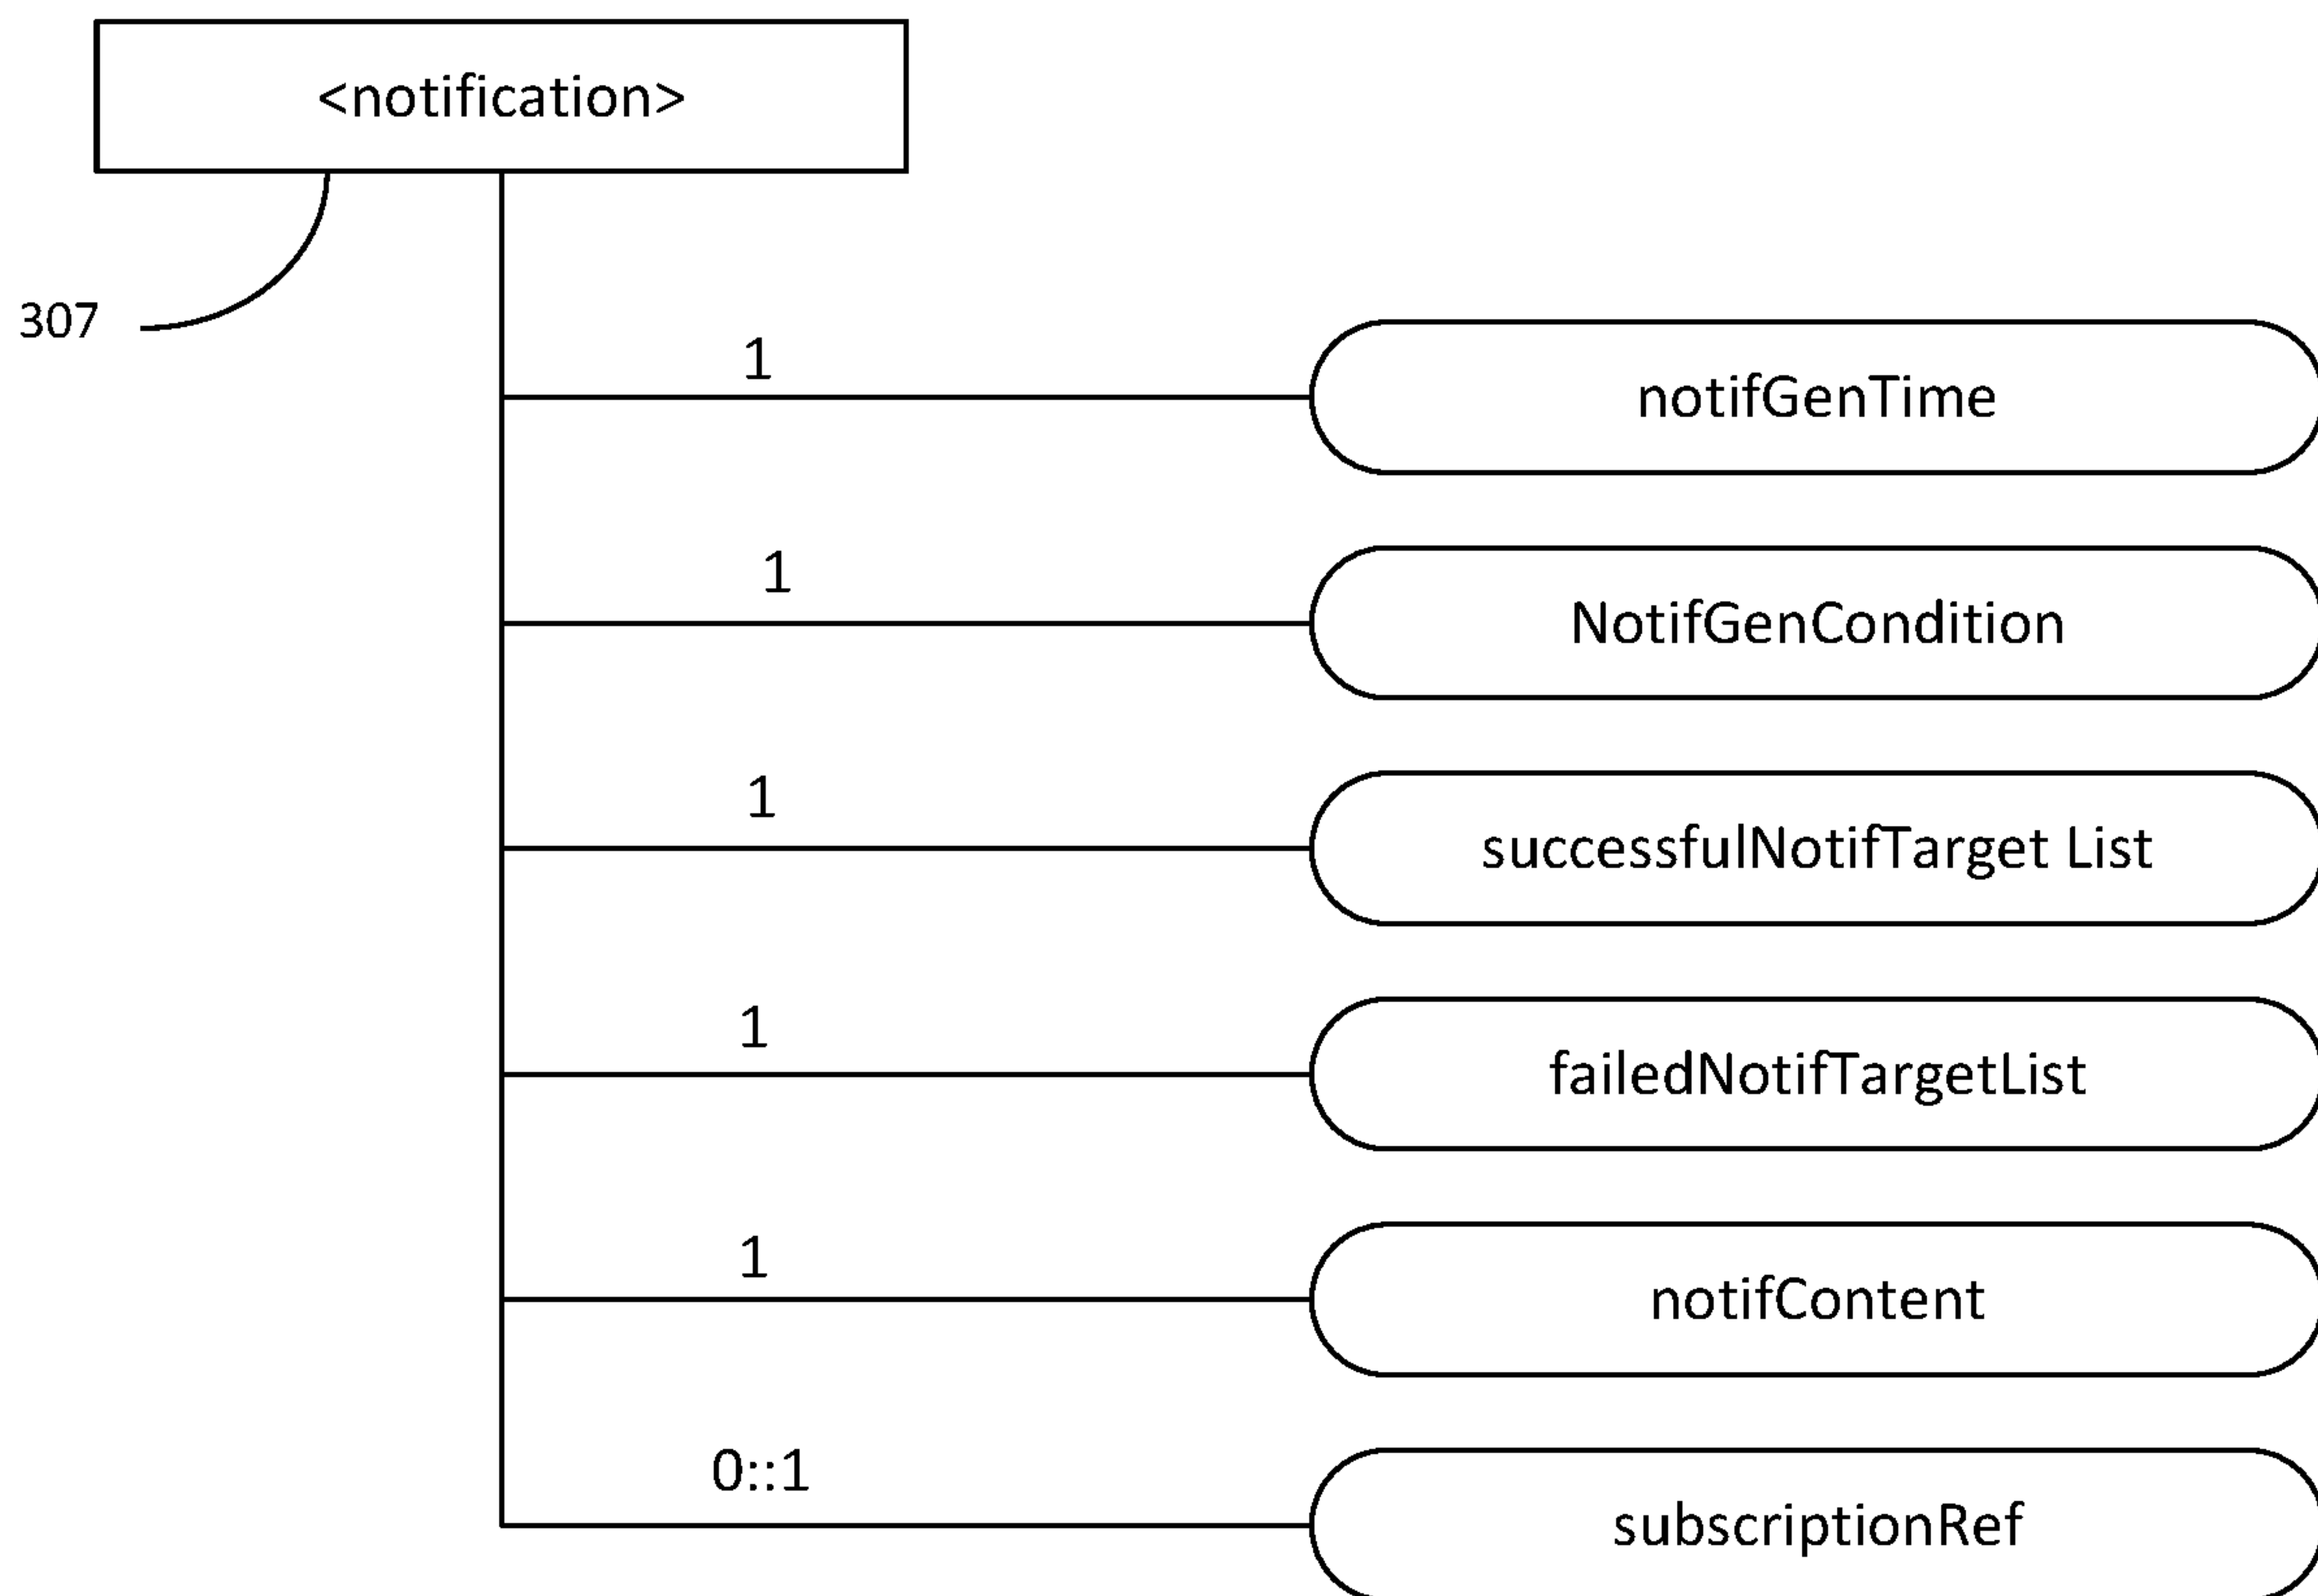 <notification>
307
1
notifGenTime
1
NotifGenCondition
1
successfulNotifTarget List
1
failedNotifTargetList
1
notifContent
0::1
subscriptionRef